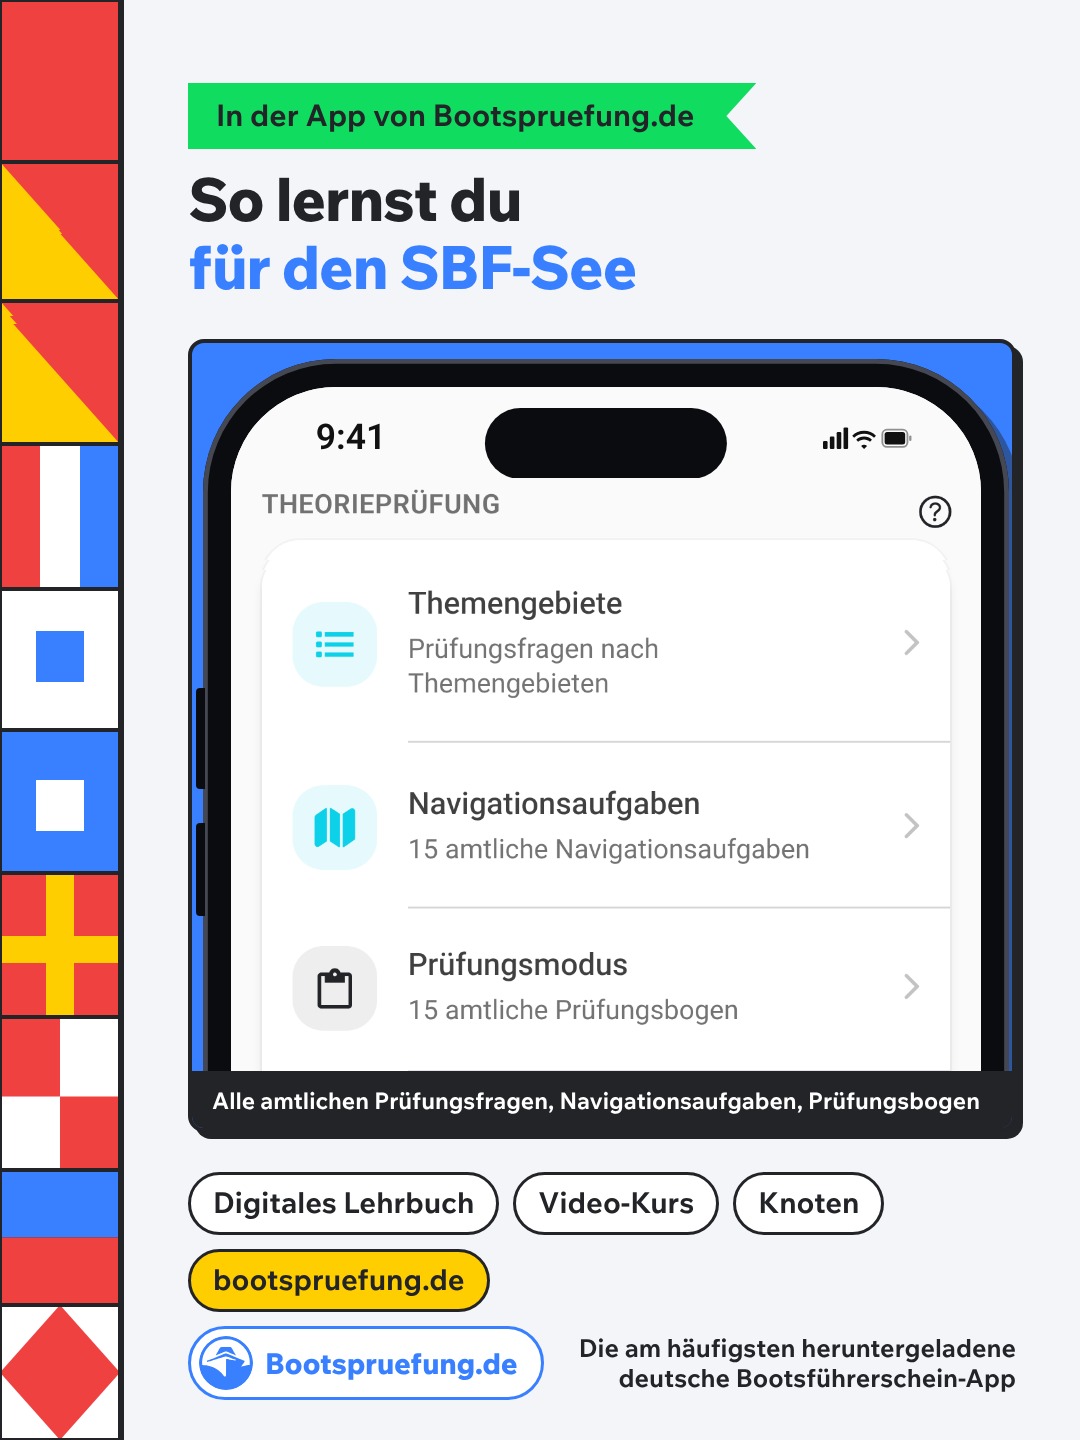 In der App von Bootspruefung.de
So lernst du
für den SBF-See
9:41
THEORIEPRÜFUNG
?
Themengebiete
Prüfungsfragen nach
Themengebieten
Navigationsaufgaben
15 amtliche Navigationsaufgaben
Prüfungsmodus
15 amtliche Prüfungsbogen
Alle amtlichen Prüfungsfragen, Navigationsaufgaben, Prüfungsbogen
Digitales Lehrbuch Video-Kurs Knoten
bootspruefung.de
Bootspruefung.de
Die am häufigsten heruntergeladene
deutsche Bootsführerschein-App